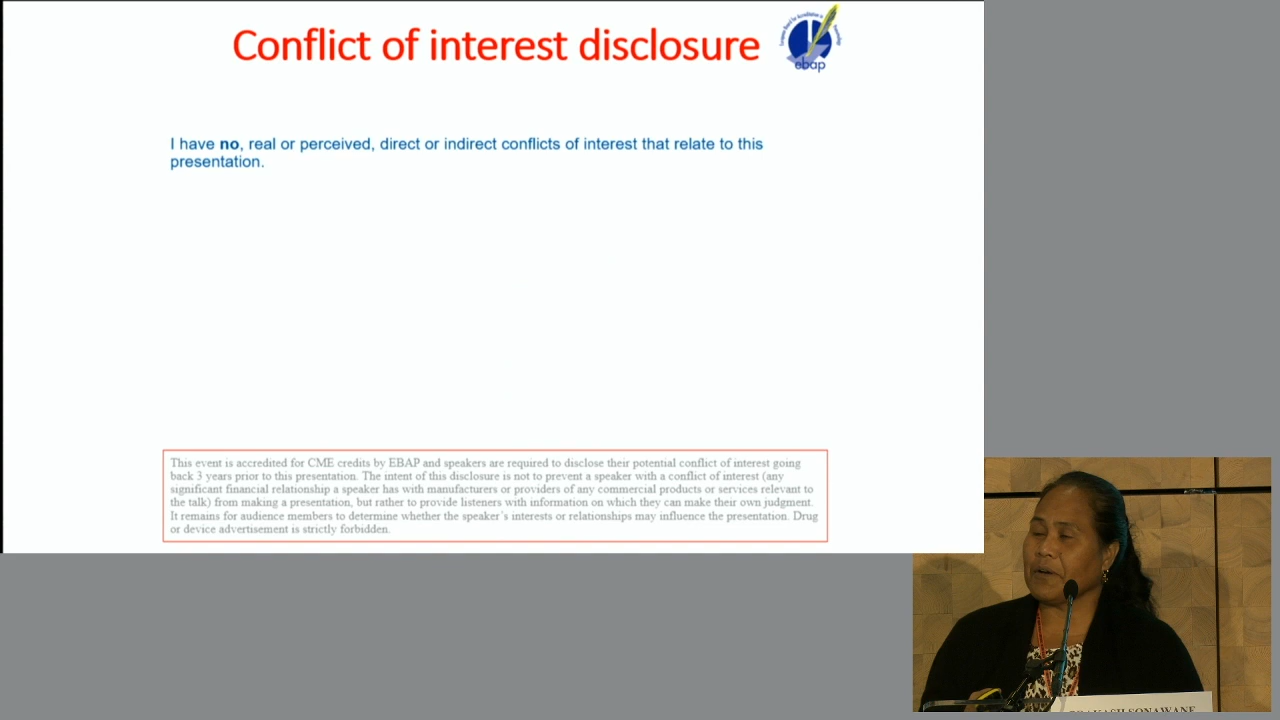 Conflict of interest disclosure
ebap
I have no, real or perceived, direct or indirect conflicts of interest that relate to this
presentation.
This event is accredited for CME credits by EBAP and speakers are required to disclose their potential conflict of interest going
back 3 years prior to this presentation. The intent of this disclosure is not to prevent a speaker with a conflict of interest (any
significant financial relationship a speaker has with manufacturers or providers of any commercial products or services relevant to
the talk) from making a presentation, but rather to provide listeners with information on which they can make their own judgment.
It remains for audience members to determine whether the speaker's interests or relationships may influence the presentation. Drug
or device advertisement is strictly forbidden.
SONAWANE